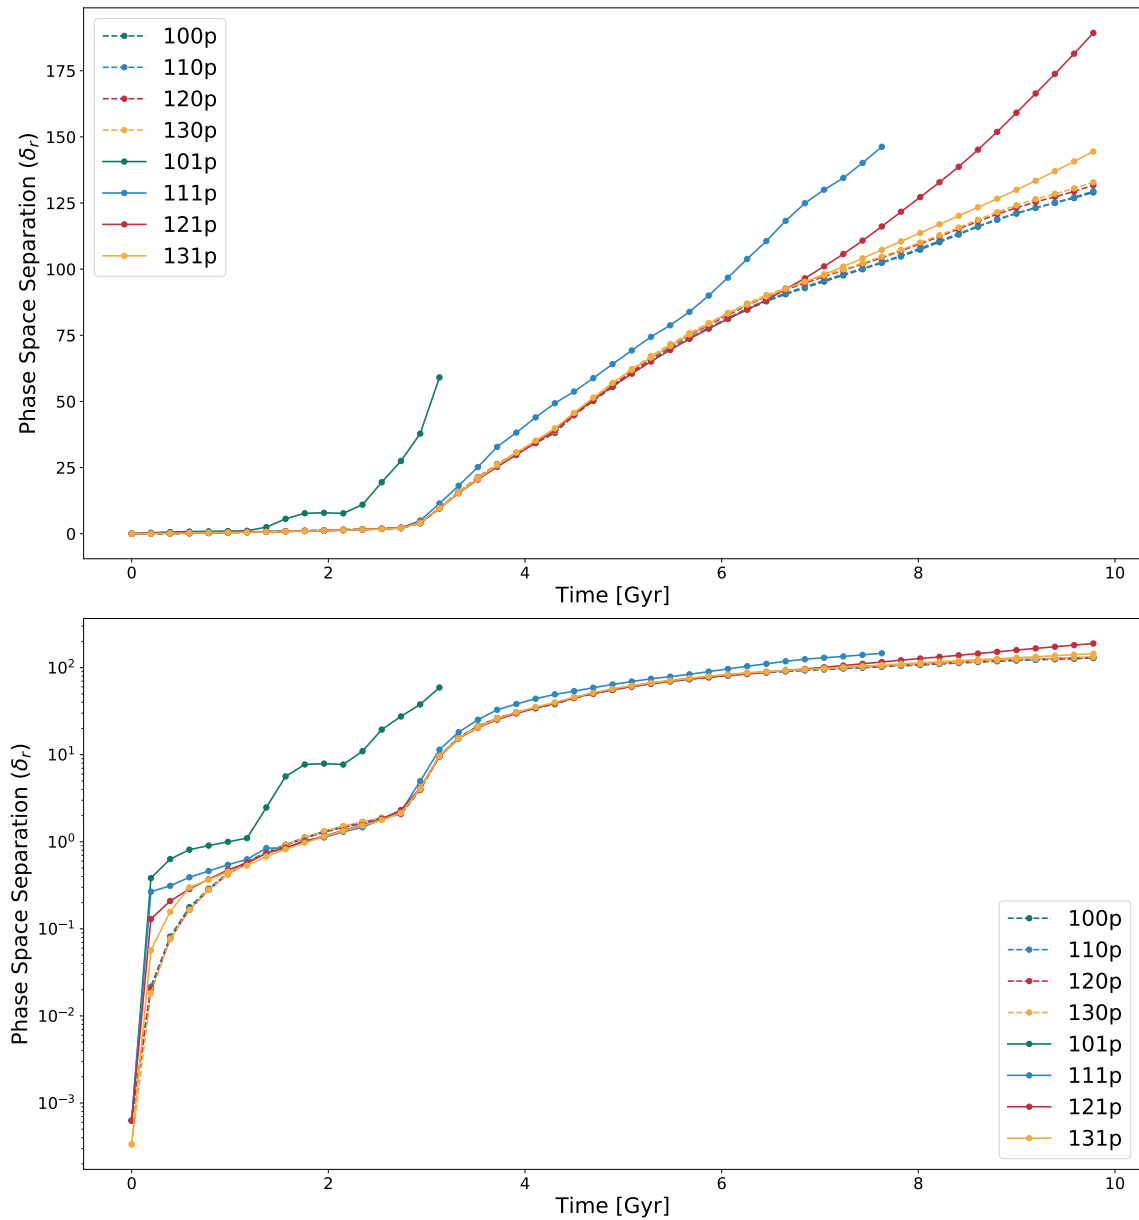 Phase Space Separation (δᵣ)
175
150
125
100
75
50
25
0
100p
110p
120p
130p
101p
111p
121p
131p
0 2 4 6 8 10
Time [Gyr]
Phase Space Separation (δᵣ)
10²
10¹
10⁰
10⁻¹
10⁻²
10⁻³
100p
110p
120p
130p
101p
111p
121p
131p
0 2 4 6 8 10
Time [Gyr]